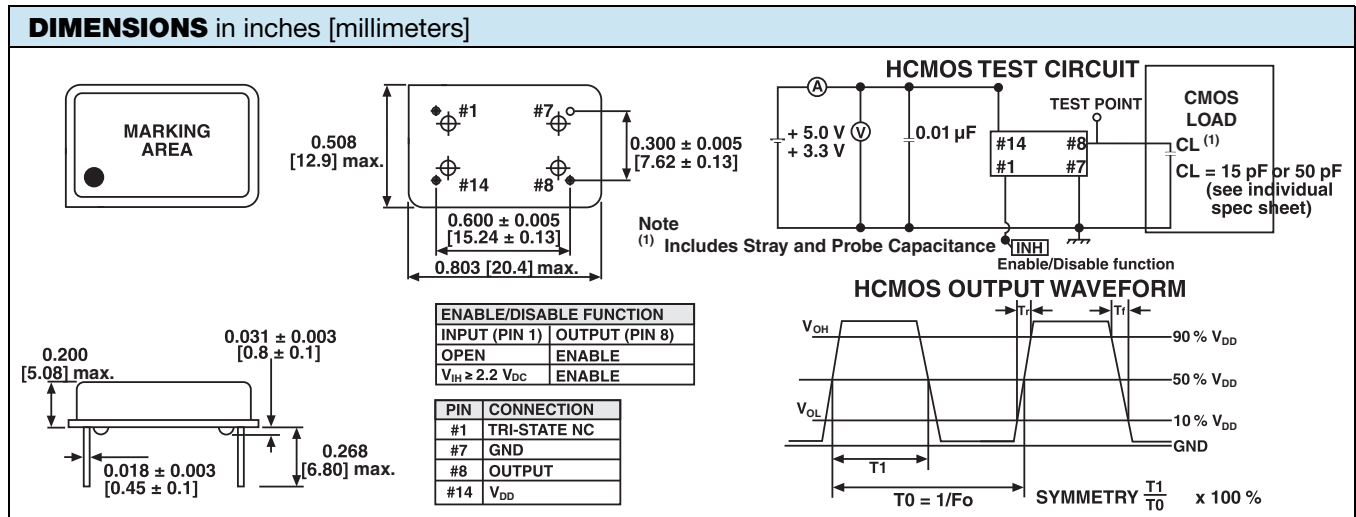 DIMENSIONS in inches [millimeters]
MARKING
AREA
0.508
[12.9] max.
#1
#7
#14
#8
0.300 ± 0.005
[7.62 ± 0.13]
0.600 ± 0.005
[15.24 ± 0.13]
0.803 [20.4] max.
Note
(1) Includes Stray and Probe Capacitance
HCMOS TEST CIRCUIT
A
+ 5.0 V
+ 3.3 V
V
0.01 µF
TEST POINT
#14
#8
#1
#7
CMOS
LOAD
CL (1)
CL = 15 pF or 50 pF
(see individual
spec sheet)
INH
Enable/Disable function
0.200
[5.08] max.
0.031 ± 0.003
[0.8 ± 0.1]
0.018 ± 0.003
[0.45 ± 0.1]
0.268
[6.80] max.
ENABLE/DISABLE FUNCTION
INPUT (PIN 1) OUTPUT (PIN 8)
OPEN ENABLE
VIH ≥ 2.2 VDC ENABLE
PIN CONNECTION
#1 TRI-STATE NC
#7 GND
#8 OUTPUT
#14 VDD
HCMOS OUTPUT WAVEFORM
Tr
Tf
VOH
90 % VDD
50 % VDD
VOL
10 % VDD
GND
T1
T0 = 1/Fo
SYMMETRY T1/T0 x 100 %